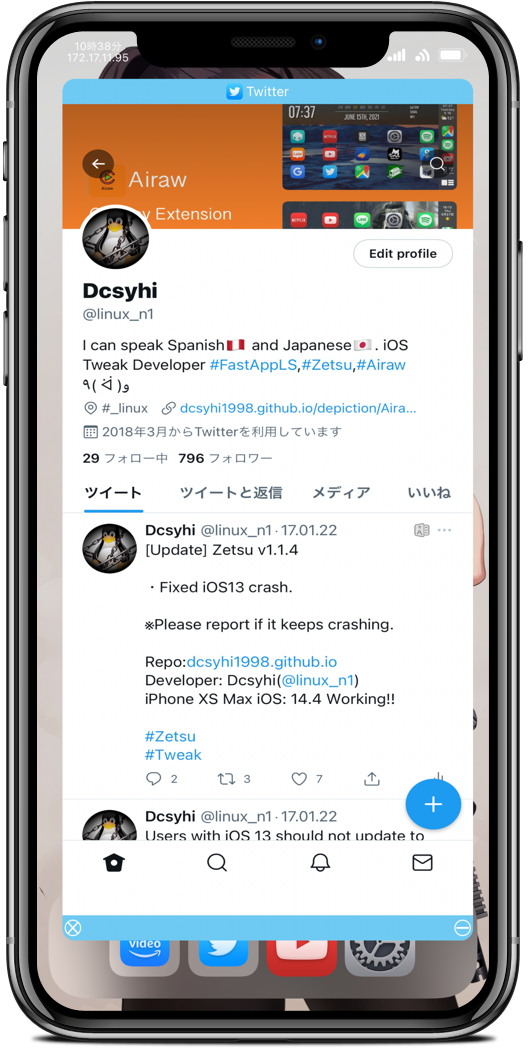 10時38分
172.17.11.95
Twitter
07:37
JUNE 15TH, 2021
Airaw
Airaw
y Extension
Edit profile
Dcsyhi
@linux_n1
I can speak Spanish🇵🇪 and Japanese🇯🇵. iOS
Tweak Developer #FastAppLS,#Zetsu,#Airaw
٩( ᐛ )و
#_linux dcsyhi1998.github.io/depiction/Aira...
2018年3月からTwitterを利用しています
29 フォロー中 796 フォロワー
ツイート ツイートと返信 メディア いいね
Dcsyhi @linux_n1 · 17.01.22
[Update] Zetsu v1.1.4
・Fixed iOS13 crash.
※Please report if it keeps crashing.
Repo:dcsyhi1998.github.io
Developer: Dcsyhi(@linux_n1)
iPhone XS Max iOS: 14.4 Working!!
#Zetsu
#Tweak
2 3 7
Dcsyhi @linux_n1 · 17.01.22
Users with iOS 13 should not update to
video